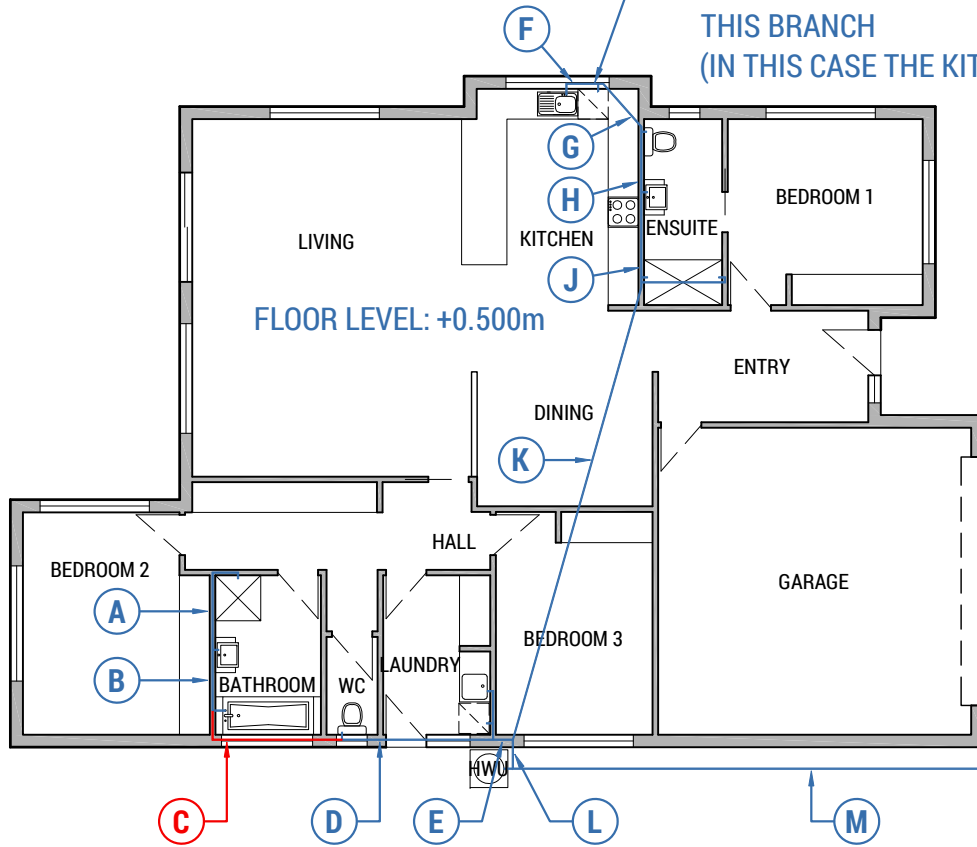 THIS BRANCH
(IN THIS CASE THE KIT
F
G
H
BEDROOM 1
ENSUITE
KITCHEN
LIVING
J
FLOOR LEVEL: +0.500m
ENTRY
DINING
K
HALL
BEDROOM 2
GARAGE
A
BEDROOM 3
LAUNDRY
B
BATHROOM
WC
HWU
C
D
E
L
M